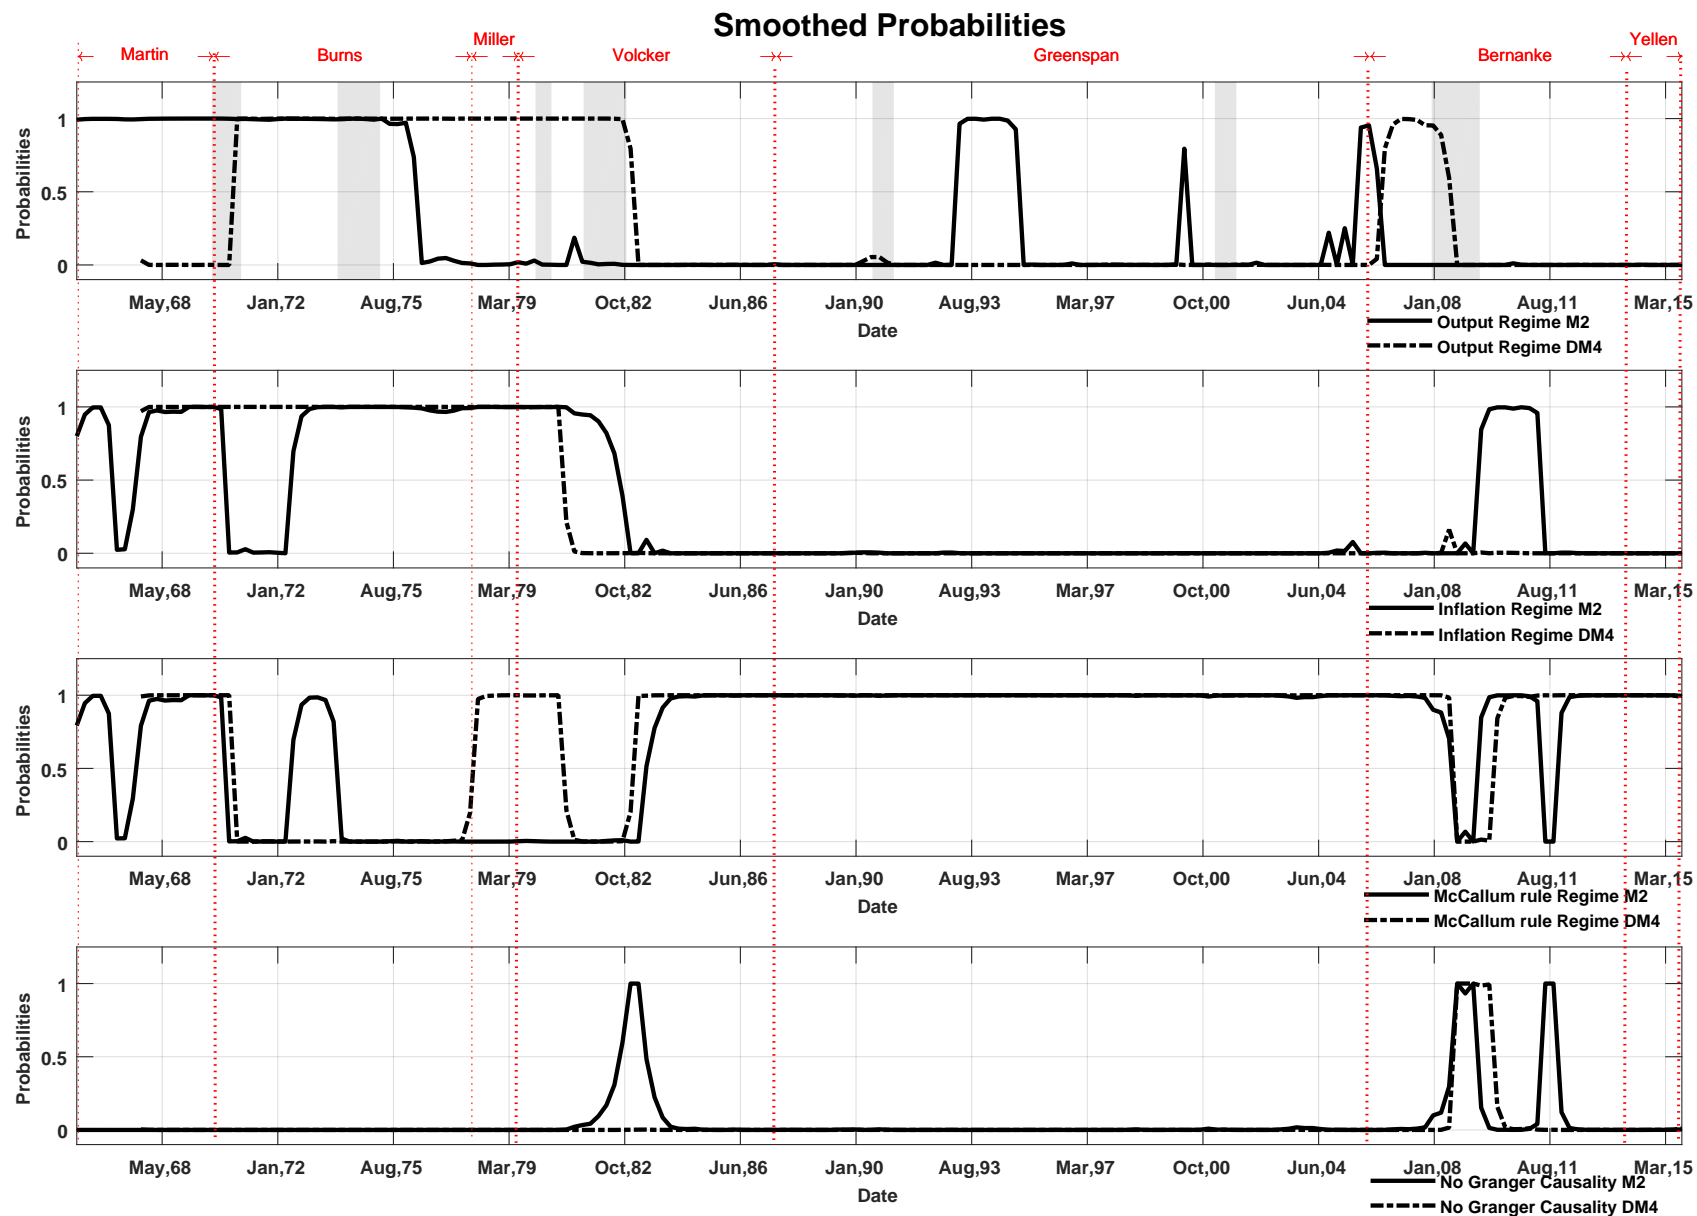 Smoothed Probabilities
Martin Burns Miller Volcker Greenspan Bernanke Yellen
Probabilities
1
0.5
0
May,68 Jan,72 Aug,75 Mar,79 Oct,82 Jun,86 Jan,90 Aug,93 Mar,97 Oct,00 Jun,04 Jan,08 Aug,11 Mar,15
Date
Output Regime M2
Output Regime DM4
Probabilities
1
0.5
0
May,68 Jan,72 Aug,75 Mar,79 Oct,82 Jun,86 Jan,90 Aug,93 Mar,97 Oct,00 Jun,04 Jan,08 Aug,11 Mar,15
Date
Inflation Regime M2
Inflation Regime DM4
Probabilities
1
0.5
0
May,68 Jan,72 Aug,75 Mar,79 Oct,82 Jun,86 Jan,90 Aug,93 Mar,97 Oct,00 Jun,04 Jan,08 Aug,11 Mar,15
Date
McCallum rule Regime M2
McCallum rule Regime DM4
Probabilities
1
0.5
0
May,68 Jan,72 Aug,75 Mar,79 Oct,82 Jun,86 Jan,90 Aug,93 Mar,97 Oct,00 Jun,04 Jan,08 Aug,11 Mar,15
Date
No Granger Causality M2
No Granger Causality DM4